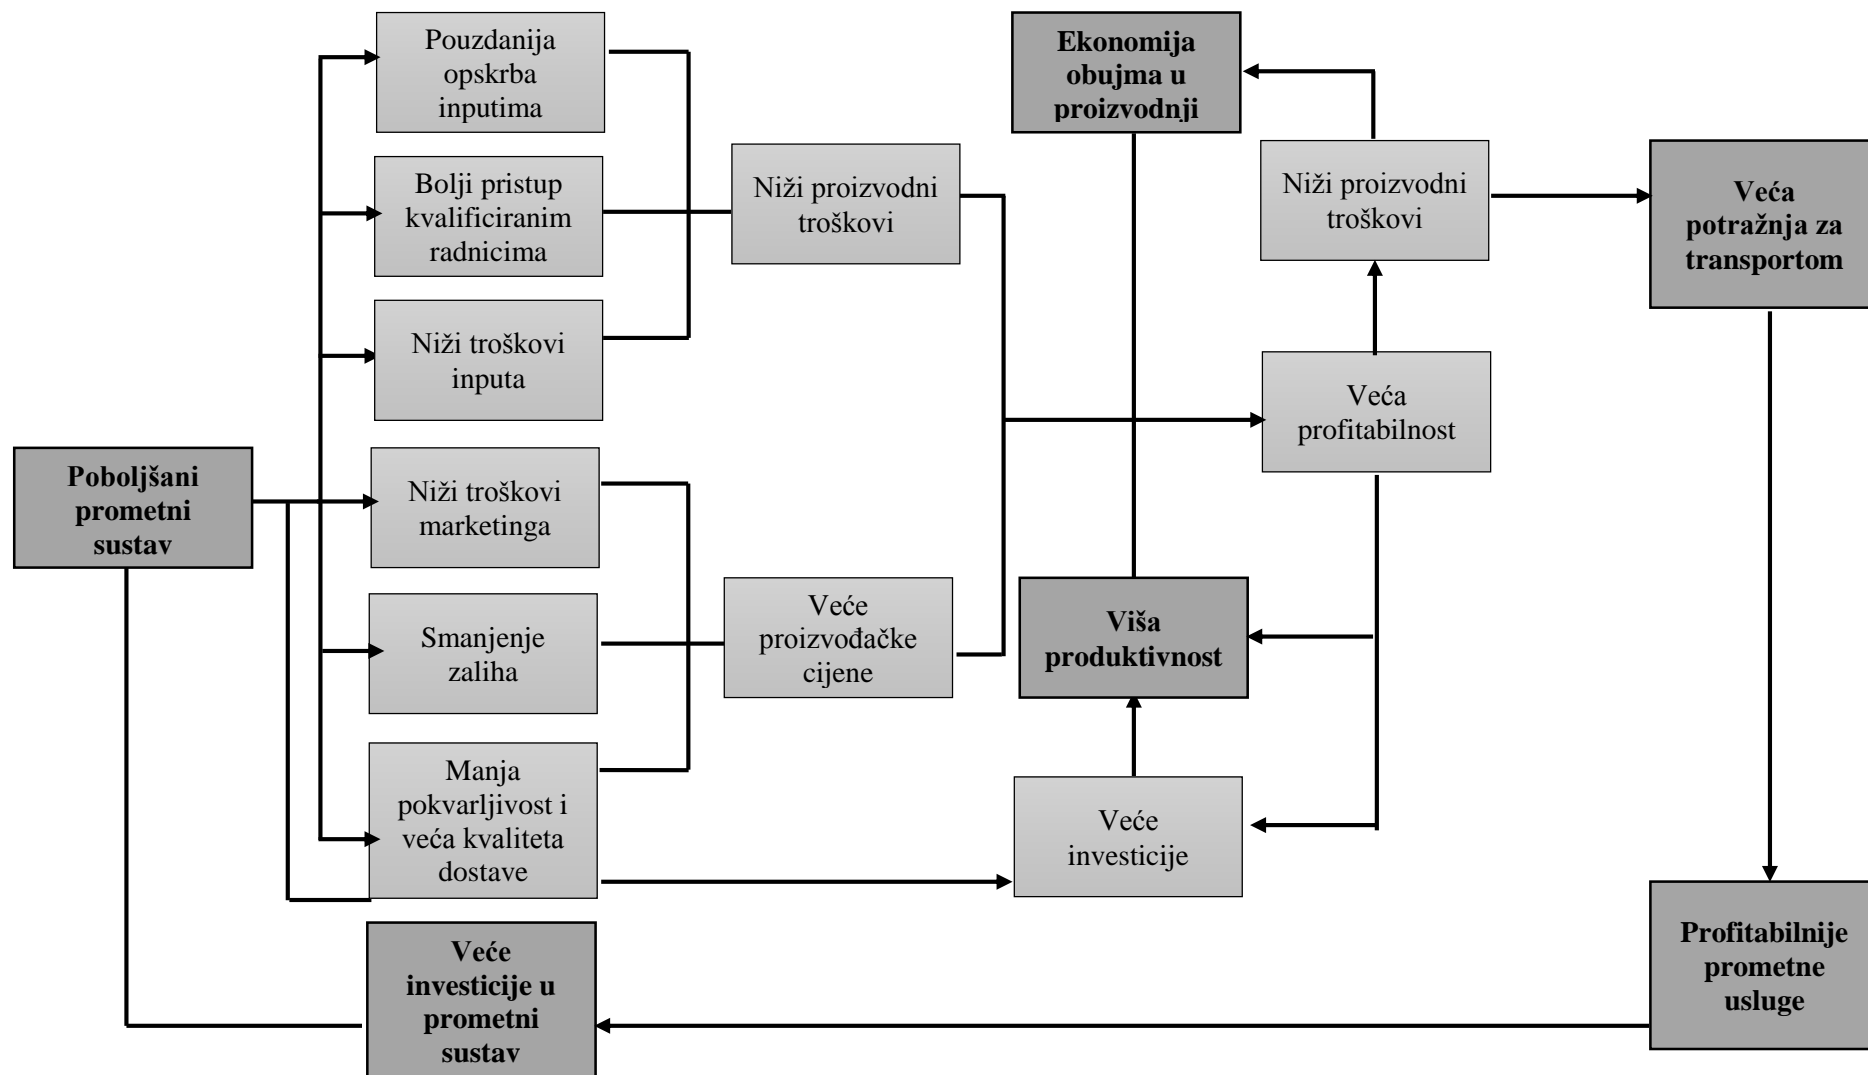 Pouzdanija
opskrba
inputima
Bolji pristup
kvalificiranim
radnicima
Niži troškovi
inputa
Poboljšani
prometni
sustav
Niži troškovi
marketinga
Smanjenje
zaliha
Manja
pokvarljivost i
veća kvaliteta
dostave
Veće
investicije u
prometni
sustav
Niži proizvodni
troškovi
Veće
proizvođačke
cijene
Ekonomija
obujma u
proizvodnji
Viša
produktivnost
Veće
investicije
Niži proizvodni
troškovi
Veća
profitabilnost
Veća
potražnja za
transportom
Profitabilnije
prometne
usluge